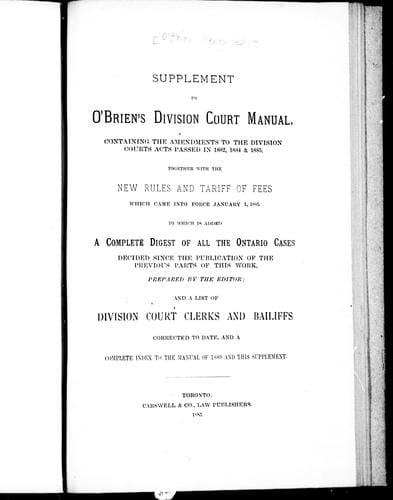 SUPPLEMENT
TO
O'BRIEN'S DIVISION COURT MANUAL,
CONTAINING THE AMENDMENTS TO THE DIVISION
COURTS ACTS PASSED IN 1882, 1884 & 1885,
TOGETHER WITH THE
NEW RULES AND TARIFF OF FEES
WHICH CAME INTO FORCE JANUARY 1, 1885.
TO WHICH IS ADDED
A COMPLETE DIGEST OF ALL THE ONTARIO CASES
DECIDED SINCE THE PUBLICATION OF THE
PREVIOUS PARTS OF THIS WORK,
PREPARED BY THE EDITOR;
AND A LIST OF
DIVISION COURT CLERKS AND BAILIFFS
CORRECTED TO DATE, AND A
COMPLETE INDEX TO THE MANUAL OF 1880 AND THIS SUPPLEMENT.
TORONTO:
CARSWELL & CO., LAW PUBLISHERS.
1885.